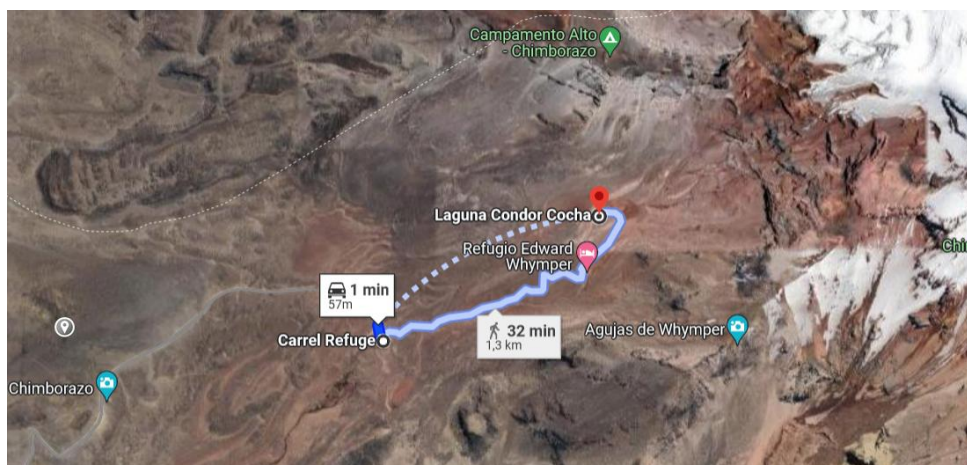 Campamento Alto
- Chimborazo
Laguna Condor Cocha
Refugio Edward
Whymper
1 min
57m
Carrel Refuge
32 min
1,3 km
Agujas de Whymper
Chimborazo
Chi